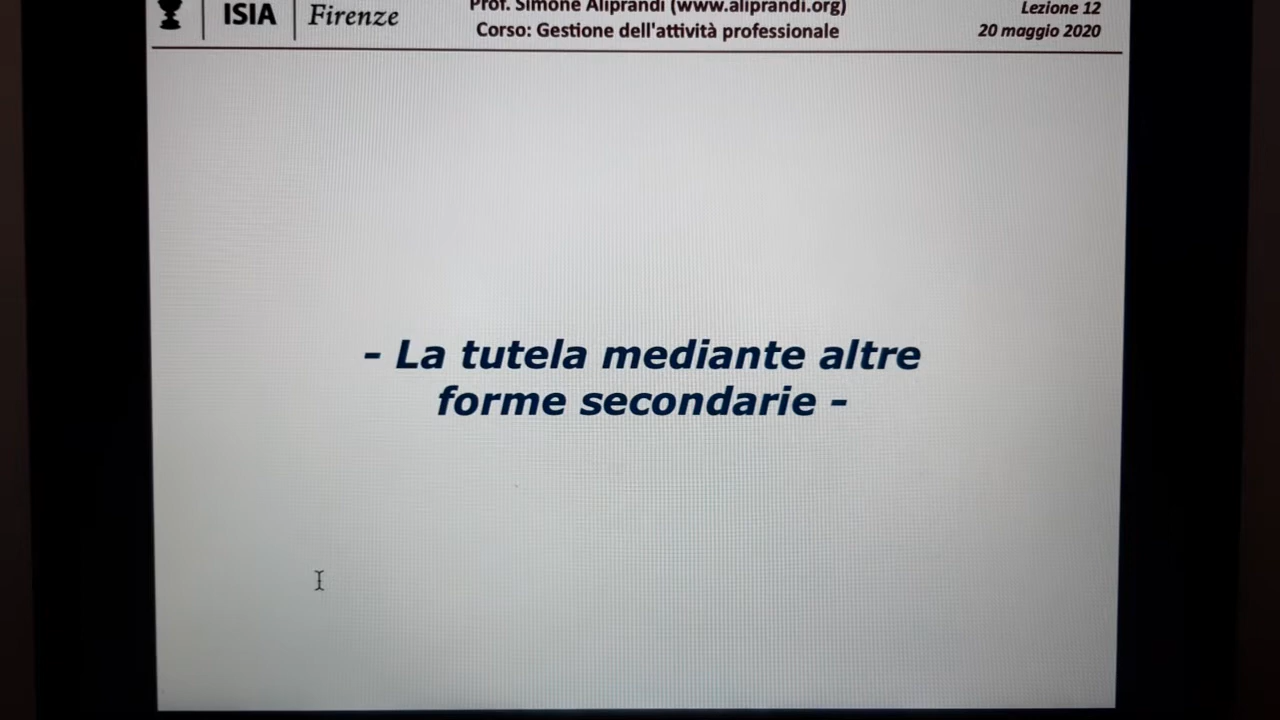 ISIA Firenze
Prof. Simone Aliprandi (www.aliprandi.org)
Corso: Gestione dell'attività professionale
Lezione 12
20 maggio 2020
- La tutela mediante altre
forme secondarie -